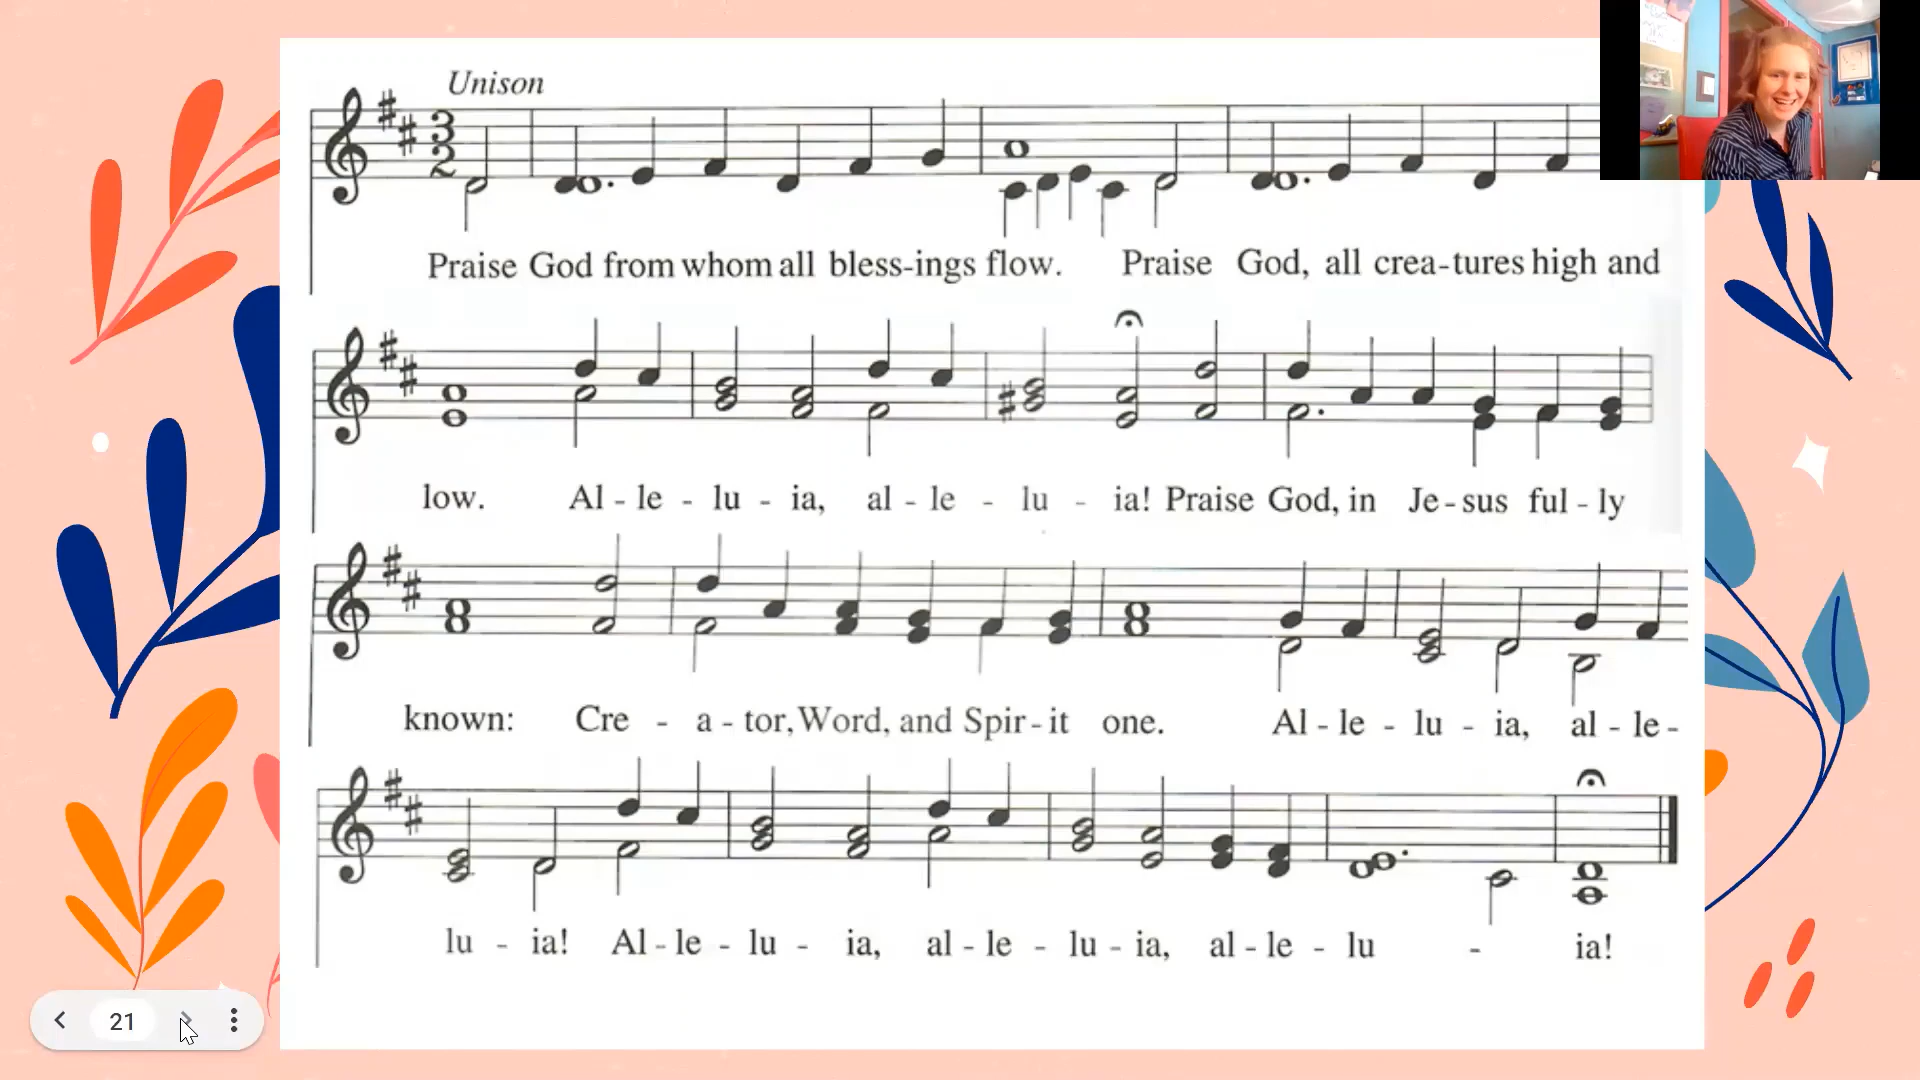 Unison
3
2
Praise God from whom all bless-ings flow. Praise God, all crea-tures high and
low. Al - le - lu - ia, al - le - lu - ia! Praise God, in Je - sus ful - ly
known: Cre - a - tor, Word, and Spir - it one. Al - le - lu - ia, al - le -
lu - ia! Al - le - lu - ia, al - le - lu - ia, al - le - lu - ia!
21